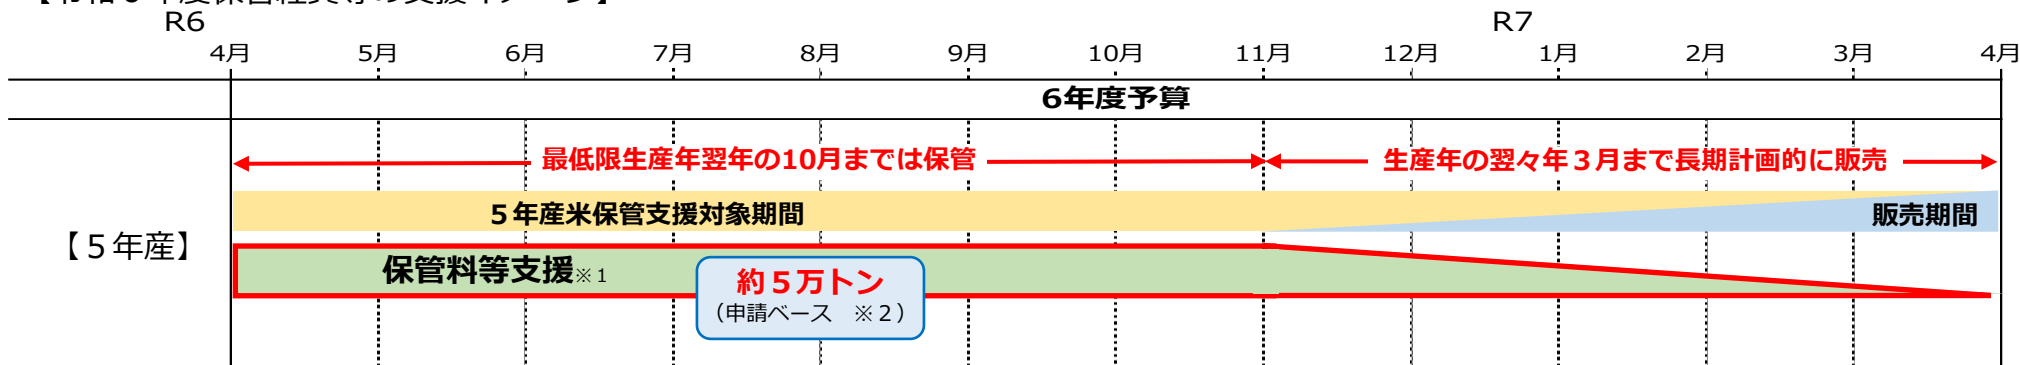 R6
R7
4月 5月 6月 7月 8月 9月 10月 11月 12月 1月 2月 3月 4月
6年度予算
最低限生産年翌年の10月までは保管
生産年の翌々年３月まで長期計画的に販売
５年産米保管支援対象期間
販売期間
【５年産】
保管料等支援※１
約５万トン
（申請ベース　※２）